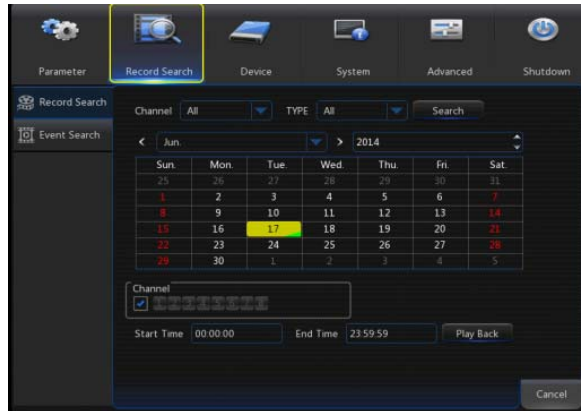 Parameter Record Search Device System Advanced Shutdown
Record Search
Event Search
Channel All TYPE All Search
< Jun. > 2014
Sun. Mon. Tue. Wed. Thu. Fri. Sat.
25 26 27 28 29 30 31
1 2 3 4 5 6 7
8 9 10 11 12 13 14
15 16 17 18 19 20 21
22 23 24 25 26 27 28
29 30 1 2 3 4 5
Channel
Start Time 00:00:00 End Time 23:59:59 Play Back
Cancel